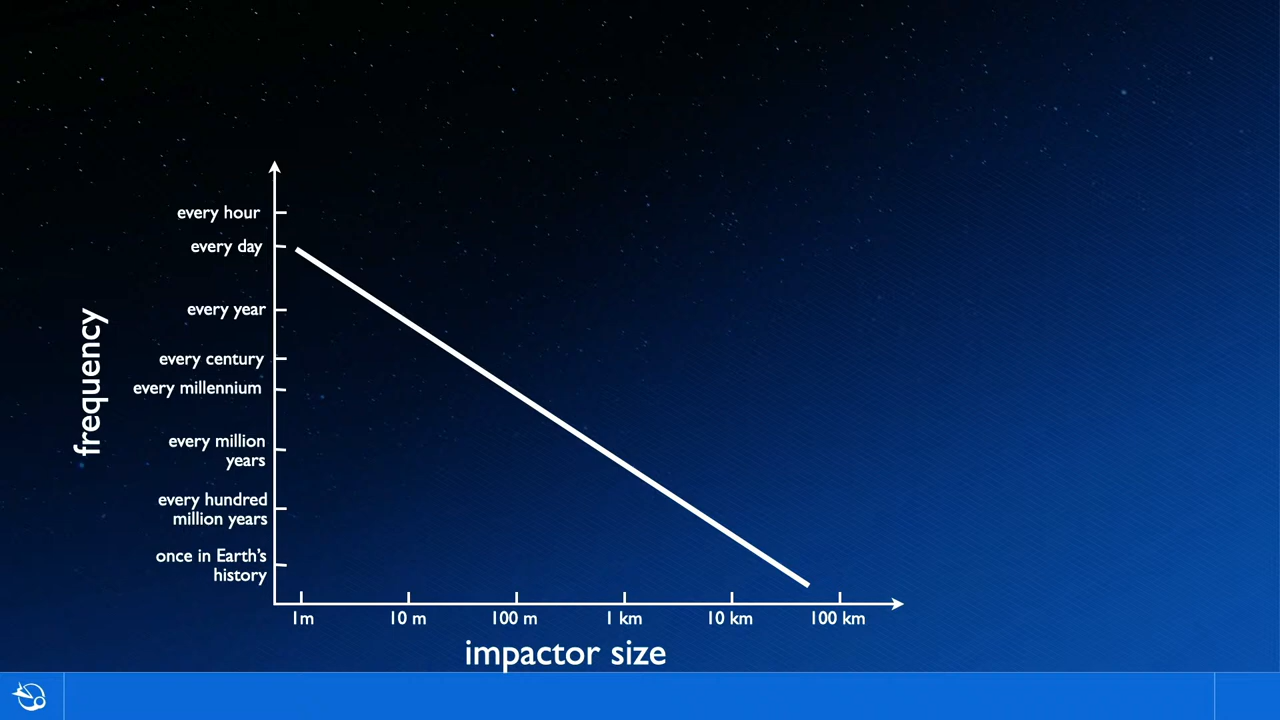 every hour
every day
every year
every century
every millennium
every million
years
every hundred
million years
once in Earth's
history
frequency
1m
10 m
100 m
1 km
10 km
100 km
impactor size